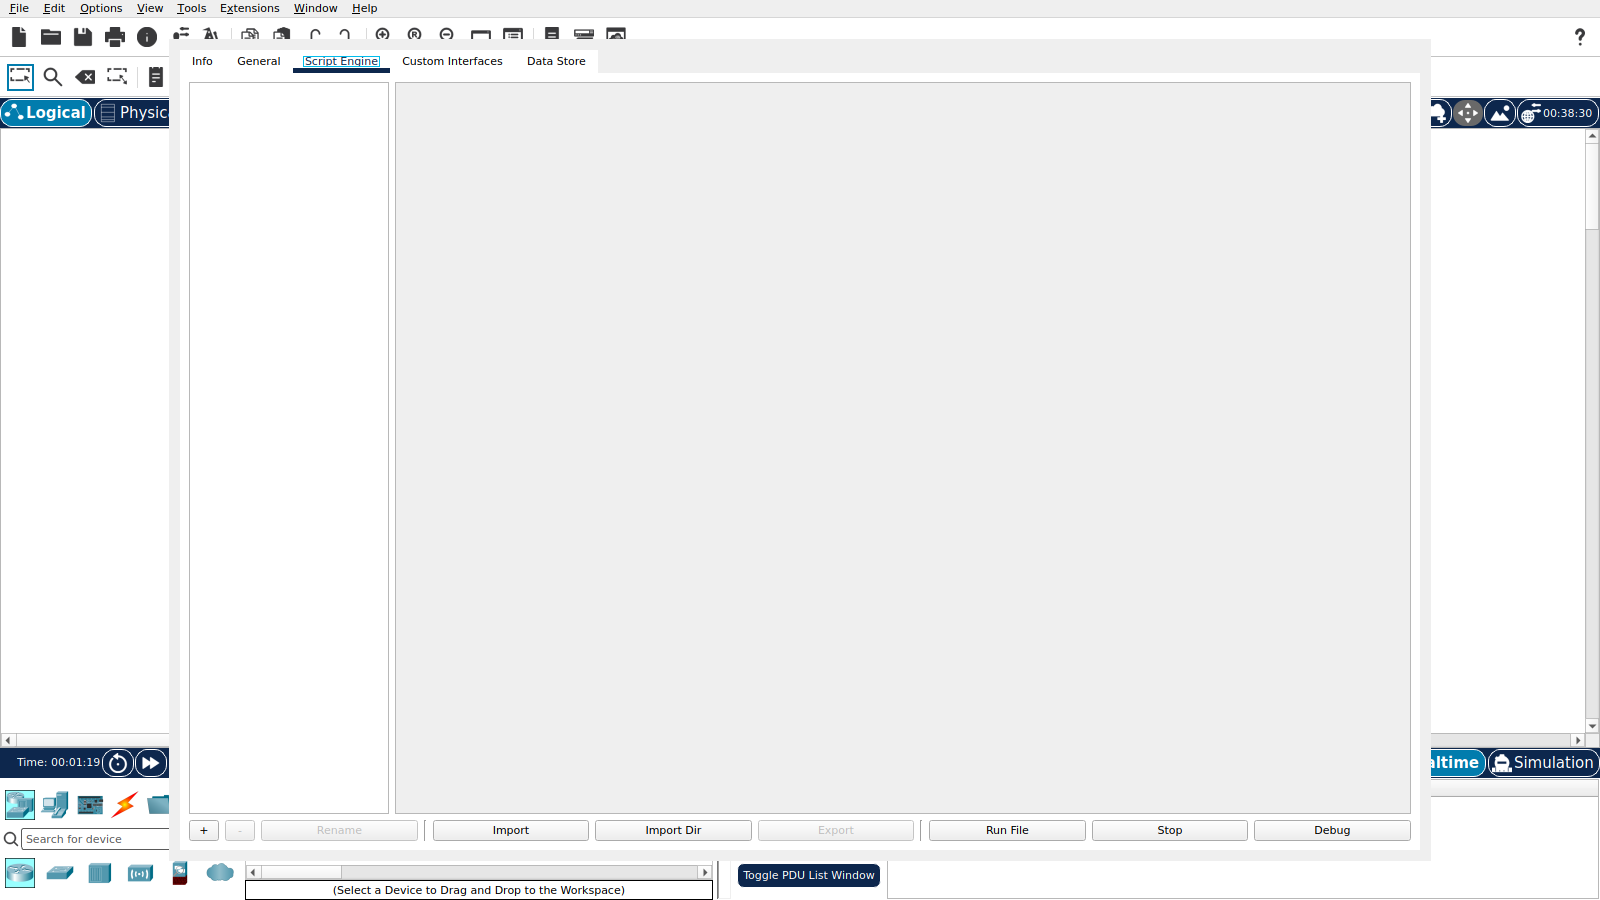 File Edit Options View Tools Extensions Window Help
Info General Script Engine Custom Interfaces Data Store
Logical
00:38:30
Time: 00:01:19
Simulation
+ - Rename Import Import Dir Export Run File Stop Debug
Search for device
Toggle PDU List Window
(Select a Device to Drag and Drop to the Workspace)